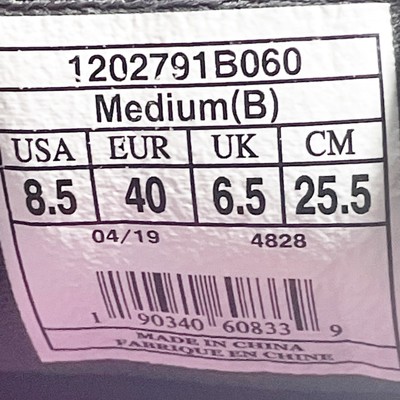 1202791B060
Medium(B)
USA EUR UK CM
8.5 40 6.5 25.5
04/19 4828
1 90340 60833 9
MADE IN CHINA
FABRIQUE EN CHINE